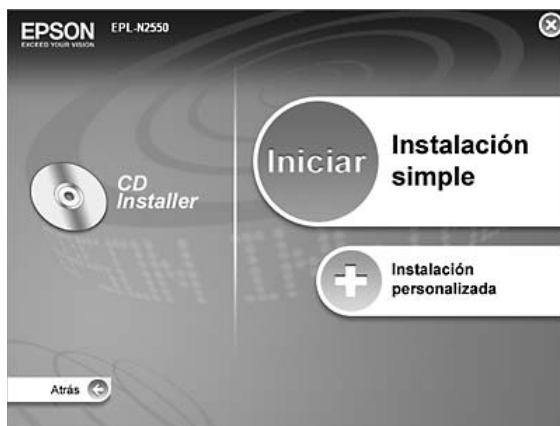 EPSON
EXCEED YOUR VISION
EPL-N2550
CD
Installer
Iniciar
Instalación
simple
Instalación
personalizada
Atrás